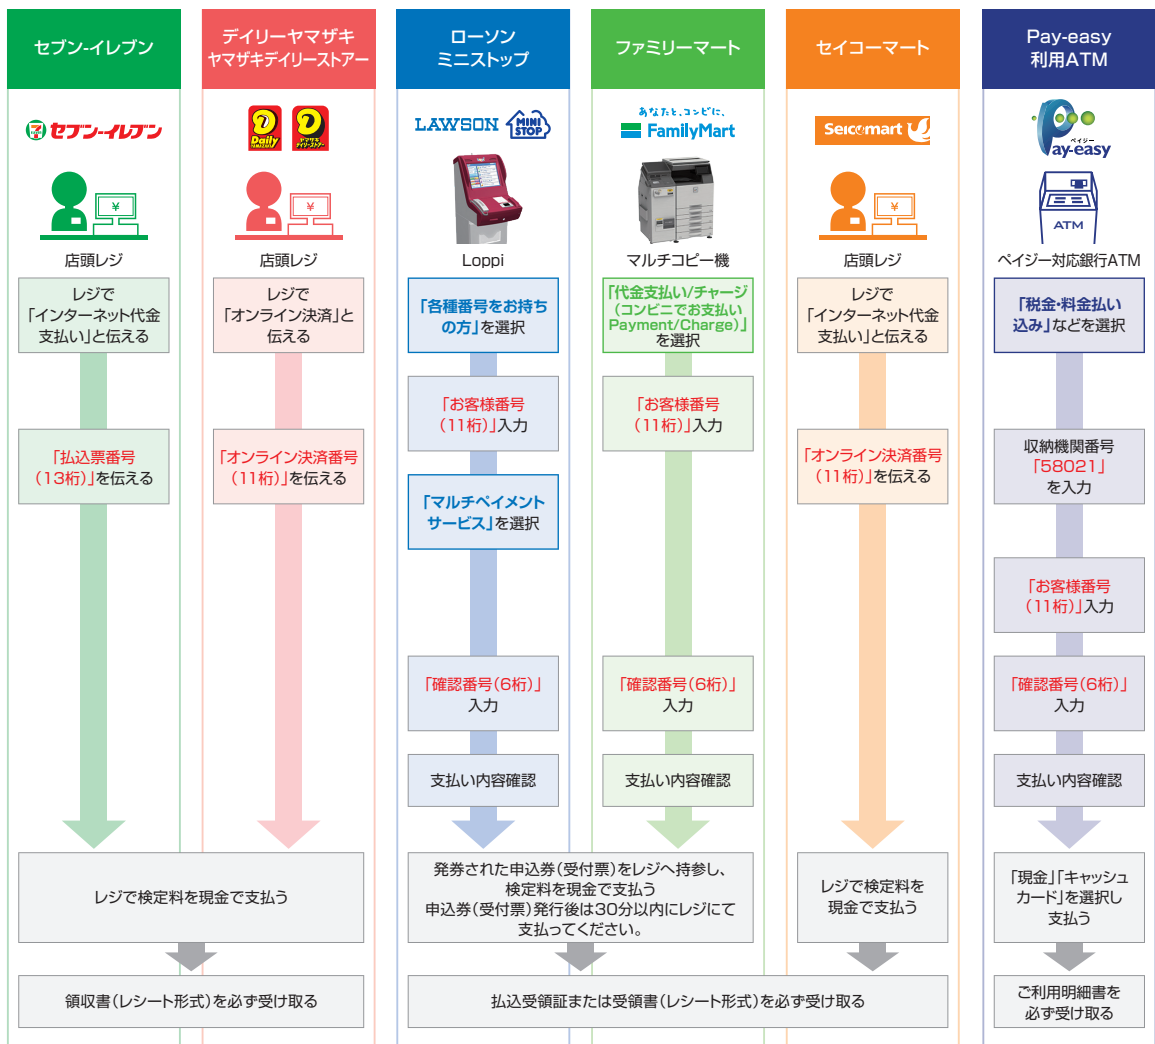 セブン-イレブン
デイリーヤマザキ
ヤマザキデイリーストアー
ローソン
ミニストップ
ファミリーマート
セイコーマート
Pay-easy
利用ATM
セブン-イレブン
Daily
YAMAZAKI
ヤマザキ
デイリーストアー
LAWSON
MINI
STOP
あなたと、コンビに、
FamilyMart
Seicomart
ペイジー
Pay-easy
¥
¥
¥
ATM
店頭レジ
店頭レジ
Loppi
マルチコピー機
店頭レジ
ペイジー対応銀行ATM
レジで
「インターネット代金
支払い」と伝える
「払込票番号
(13桁)」を伝える
レジで
「オンライン決済」と
伝える
「オンライン決済番号
(11桁)」を伝える
「各種番号をお持ち
の方」を選択
「お客様番号
(11桁)」入力
「マルチペイメント
サービス」を選択
「確認番号(6桁)」
入力
支払い内容確認
「代金支払い/チャージ
(コンビニでお支払い
Payment/Charge)」
を選択
「お客様番号
(11桁)」入力
「確認番号(6桁)」
入力
支払い内容確認
レジで
「インターネット代金
支払い」と伝える
「オンライン決済番号
(11桁)」を伝える
「税金・料金払い
込み」などを選択
収納機関番号
「58021」
を入力
「お客様番号
(11桁)」入力
「確認番号(6桁)」
入力
支払い内容確認
レジで検定料を現金で支払う
発券された申込券(受付票)をレジへ持参し、
検定料を現金で支払う
申込券(受付票)発行後は30分以内にレジにて
支払ってください。
レジで検定料を
現金で支払う
「現金」「キャッシュ
カード」を選択し
支払う
領収書(レシート形式)を必ず受け取る
払込受領証または受領書(レシート形式)を必ず受け取る
ご利用明細書を
必ず受け取る